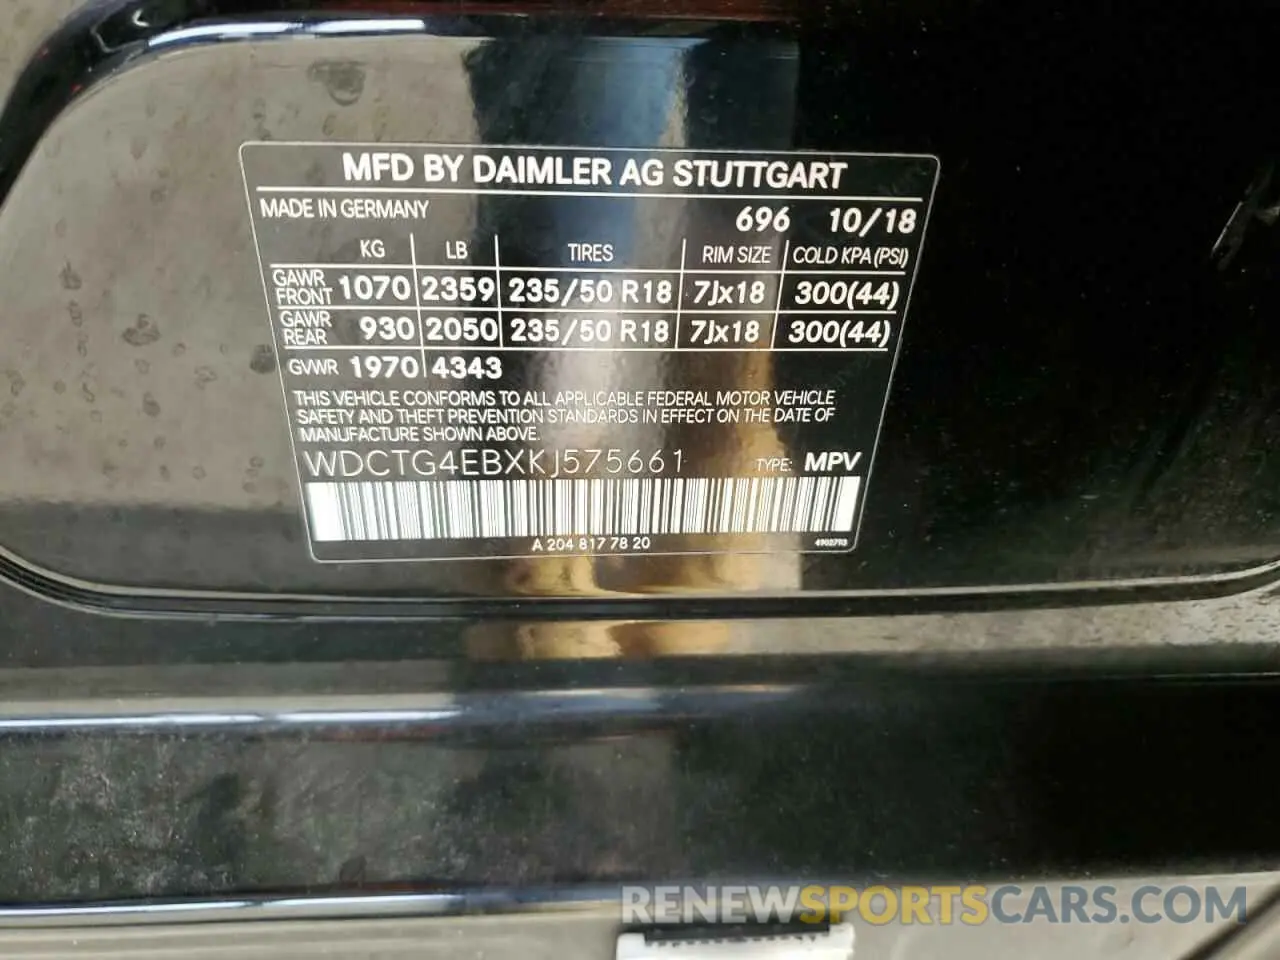 MFD BY DAIMLER AG STUTTGART
MADE IN GERMANY 696 10/18
KG LB TIRES RIM SIZE COLD KPA (PSI)
GAWR FRONT 1070 2359 235/50 R18 7Jx18 300(44)
GAWR REAR 930 2050 235/50 R18 7Jx18 300(44)
GVWR 1970 4343
THIS VEHICLE CONFORMS TO ALL APPLICABLE FEDERAL MOTOR VEHICLE
SAFETY AND THEFT PREVENTION STANDARDS IN EFFECT ON THE DATE OF
MANUFACTURE SHOWN ABOVE.
WDCTG4EBXKJ575661 TYPE: MPV
A 204 817 78 20
RENEWSPORTSCARS.COM